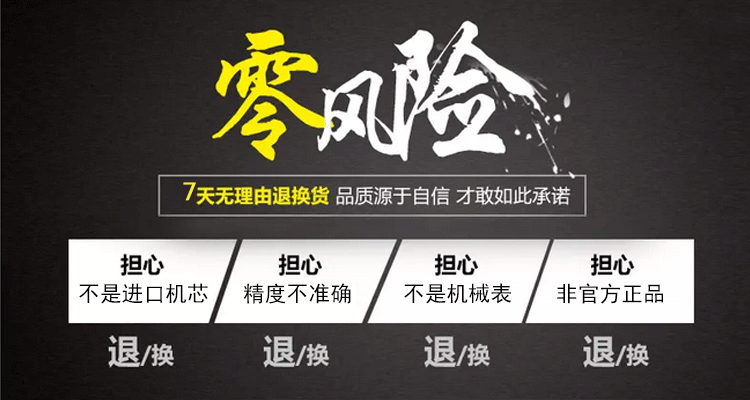 零风险
7天无理由退换货 品质源于自信 才敢如此承诺
担心 担心 担心 担心
不是进口机芯 精度不准确 不是机械表 非官方正品
退/换 退/换 退/换 退/换